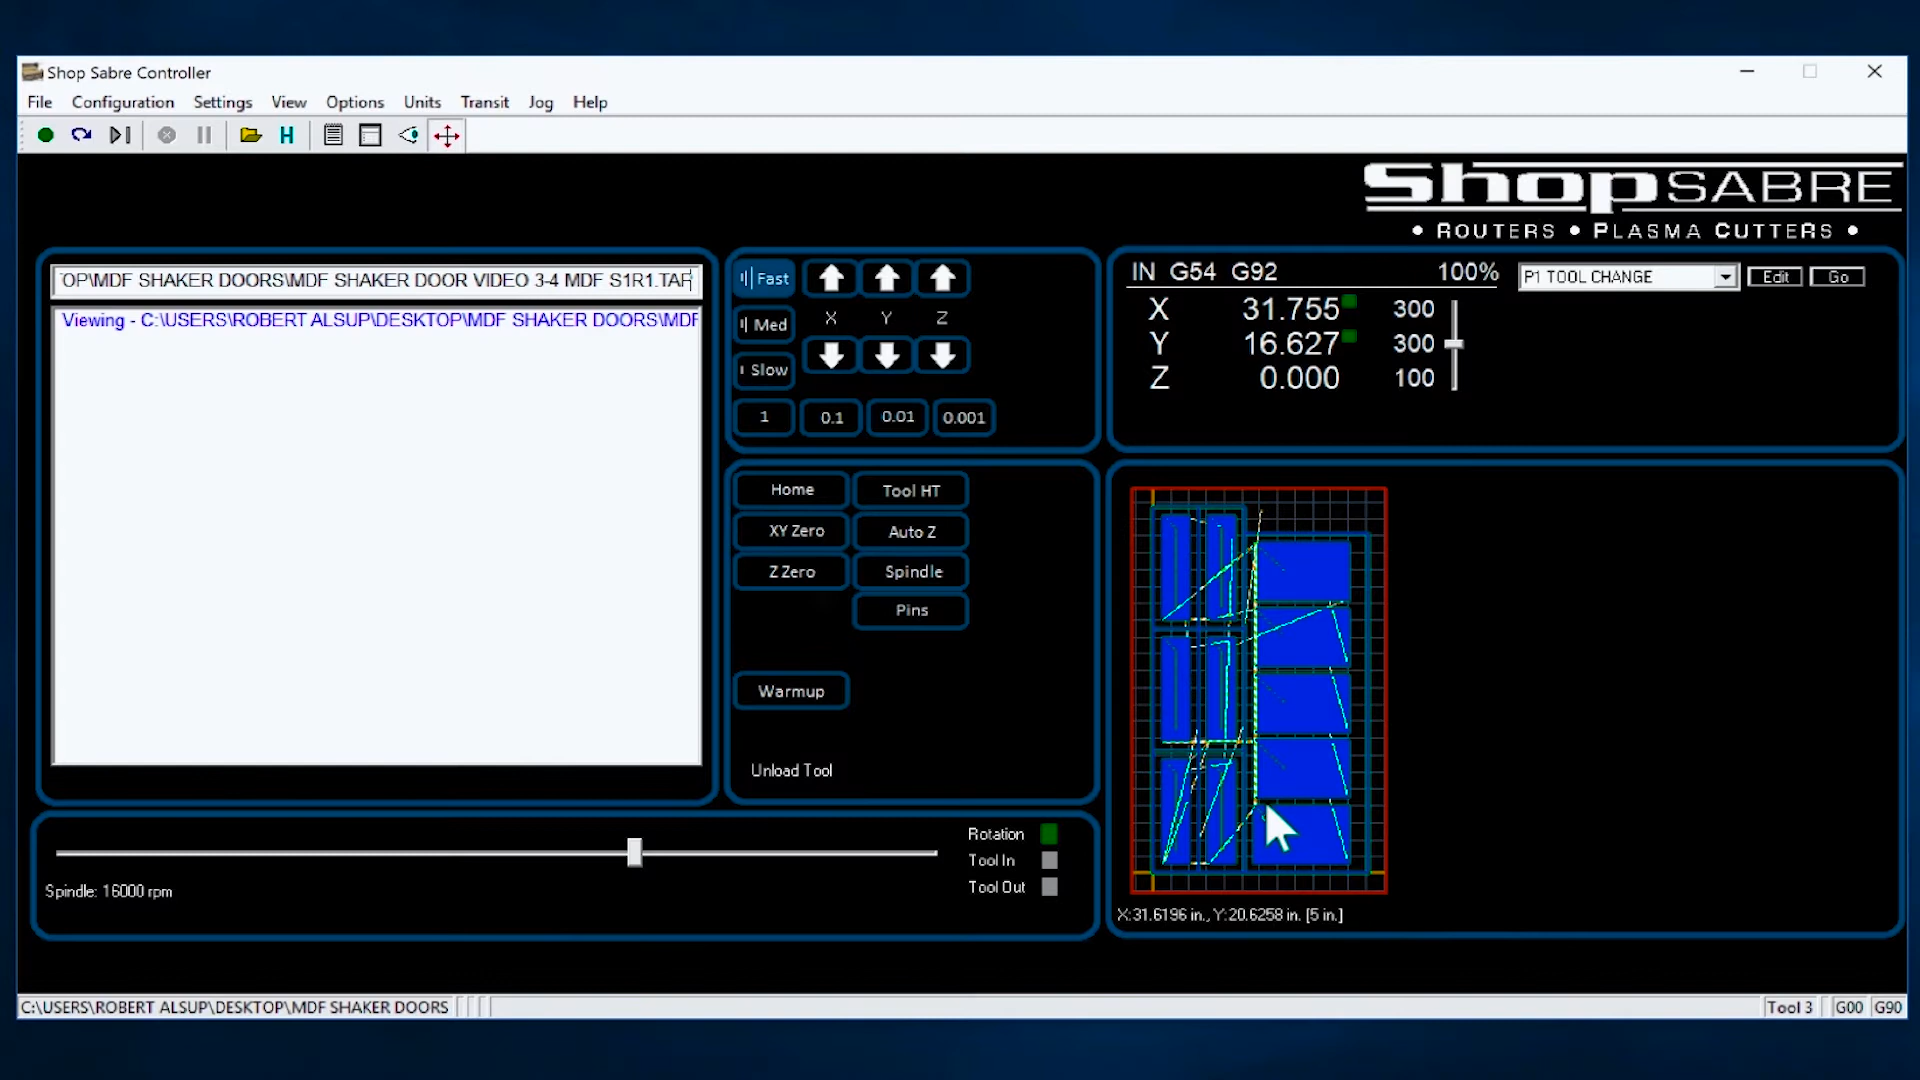 Shop Sabre Controller
File Configuration Settings View Options Units Transit Jog Help
H
ShopSABRE
• ROUTERS • PLASMA CUTTERS •
TOP\MDF SHAKER DOORS\MDF SHAKER DOOR VIDEO 3-4 MDF S1R1.TAP
Viewing - C:\USERS\ROBERT ALSUP\DESKTOP\MDF SHAKER DOORS\MDF
Fast
Med
Slow
X Y Z
1 0.1 0.01 0.001
IN G54 G92 100%
X 31.755 300
Y 16.627 300
Z 0.000 100
P1 TOOL CHANGE Edit Go
Home Tool HT
XY Zero Auto Z
Z Zero Spindle
Pins
Warmup
Unload Tool
Spindle: 16000 rpm
Rotation
Tool In
Tool Out
X:31.6196 in., Y:20.6258 in. [5 in.]
C:\USERS\ROBERT ALSUP\DESKTOP\MDF SHAKER DOORS
Tool 3 G00 G90